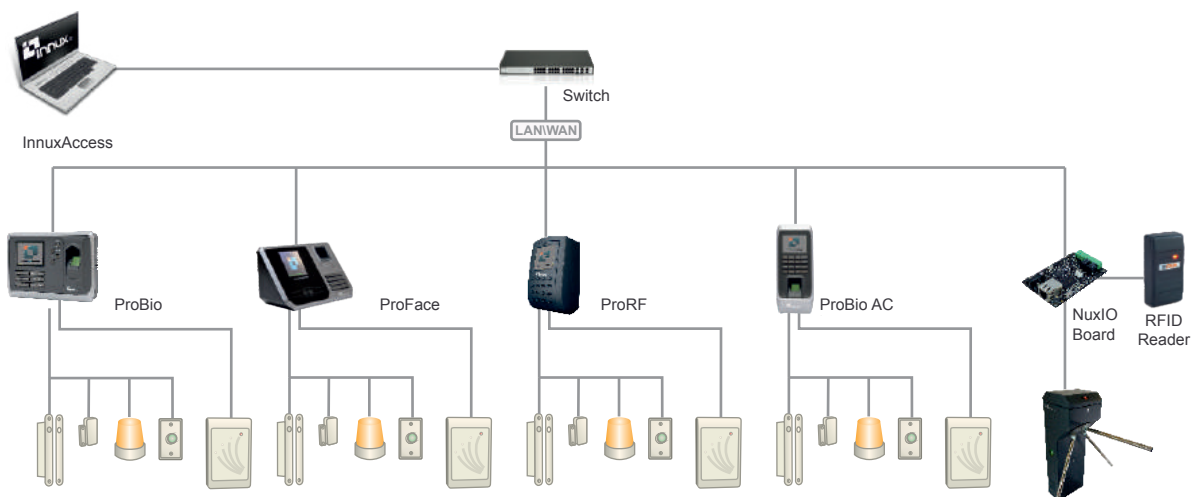 innux
Switch
LAN\WAN
InnuxAccess
ProBio
ProFace
ProRF
ProBio AC
NuxIO
Board
RFID
Reader